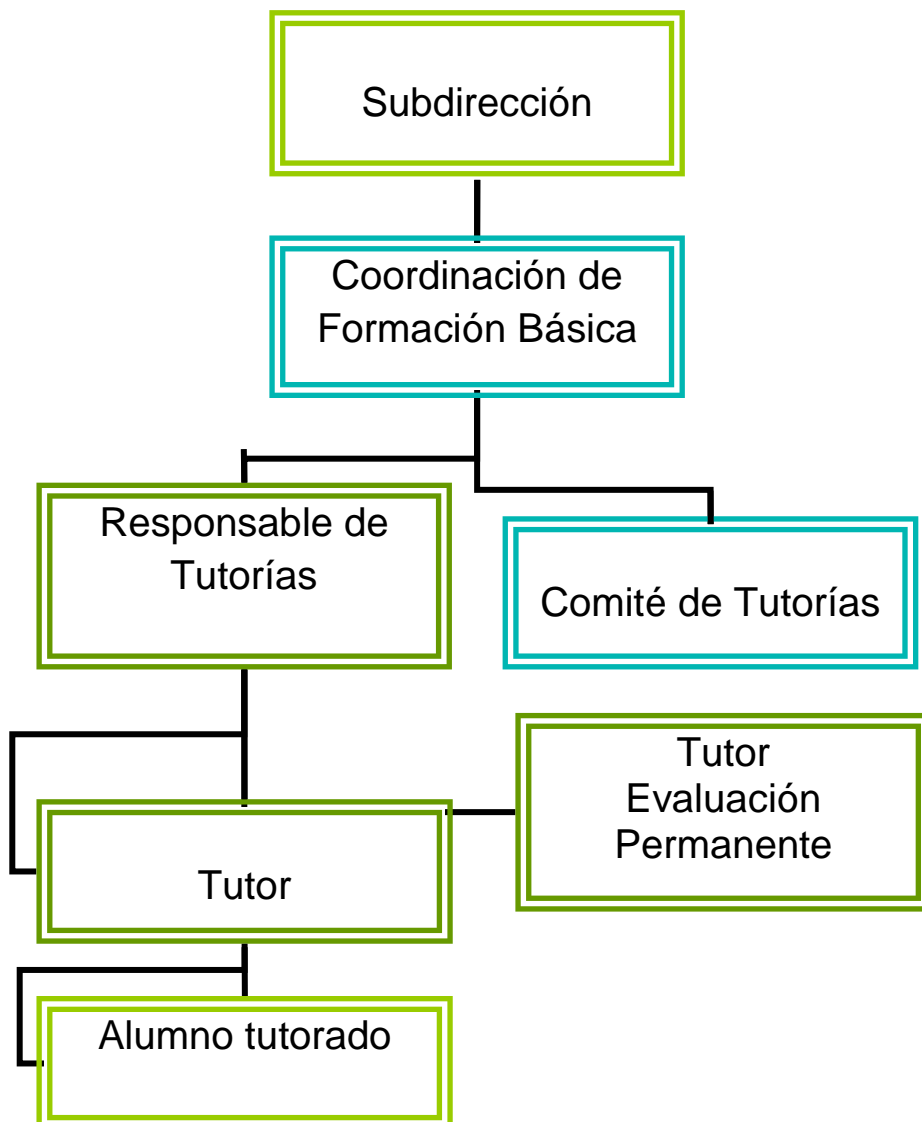 Subdirección
Coordinación de
Formación Básica
Responsable de
Tutorías
Comité de Tutorías
Tutor
Evaluación
Permanente
Tutor
Alumno tutorado